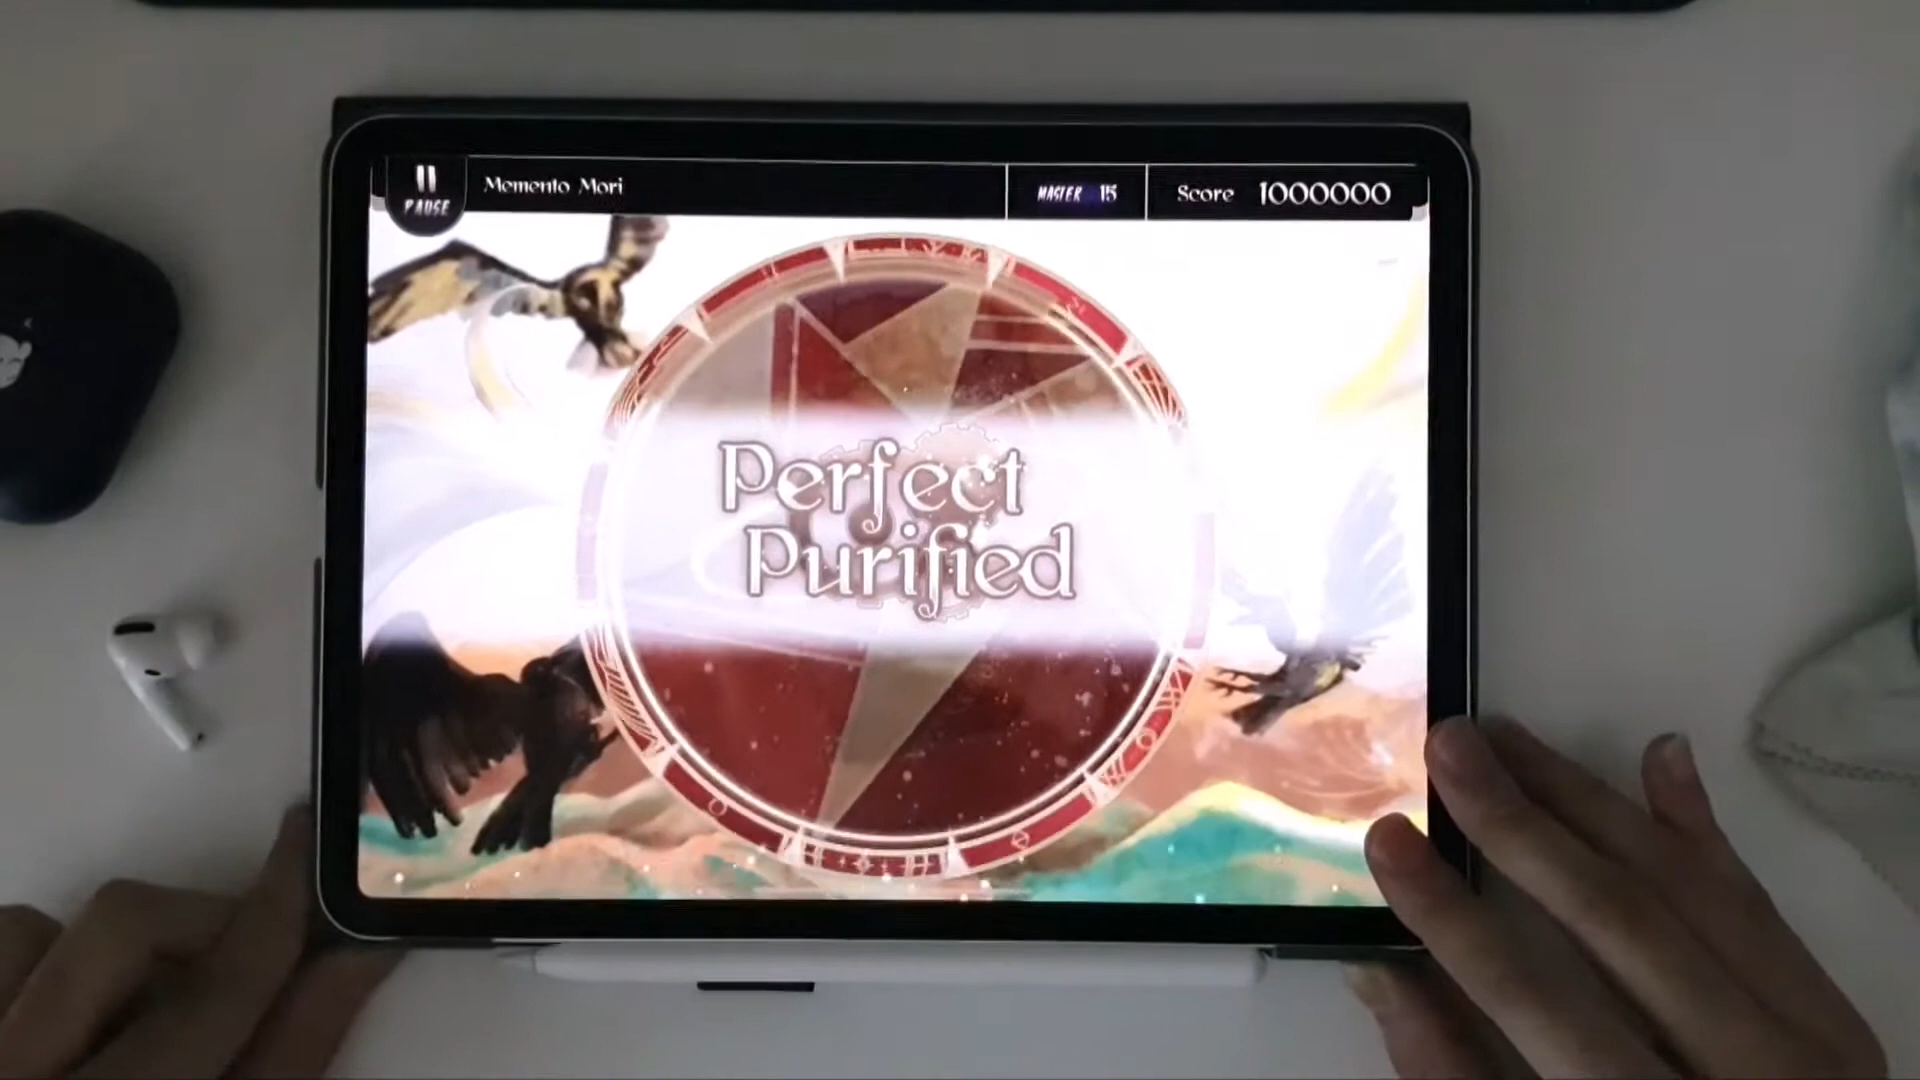 PAUSE
Memento Mori
MASTER 15
Score 1000000
Perfect
Purified